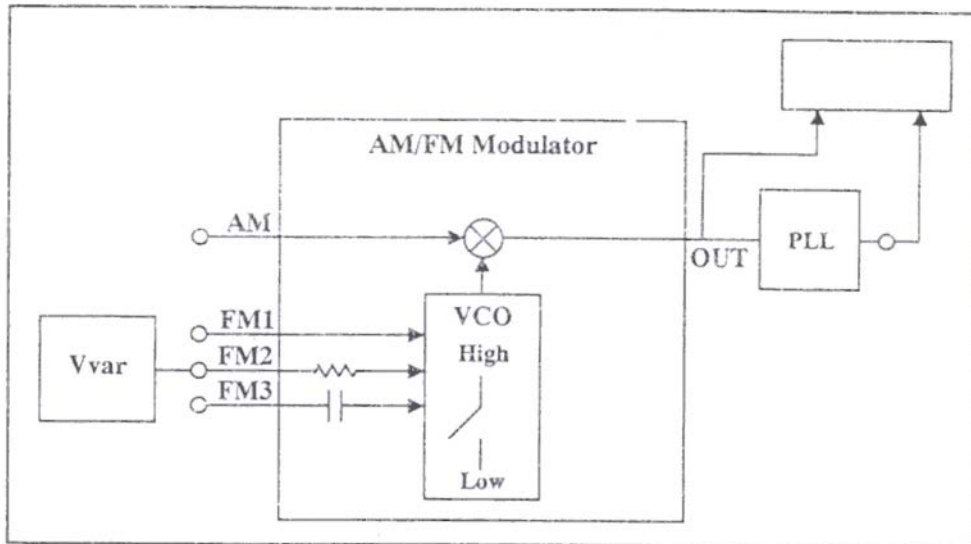 AM/FM Modulator
AM
OUT
PLL
FM1
VCO
Vvar
FM2
High
FM3
Low